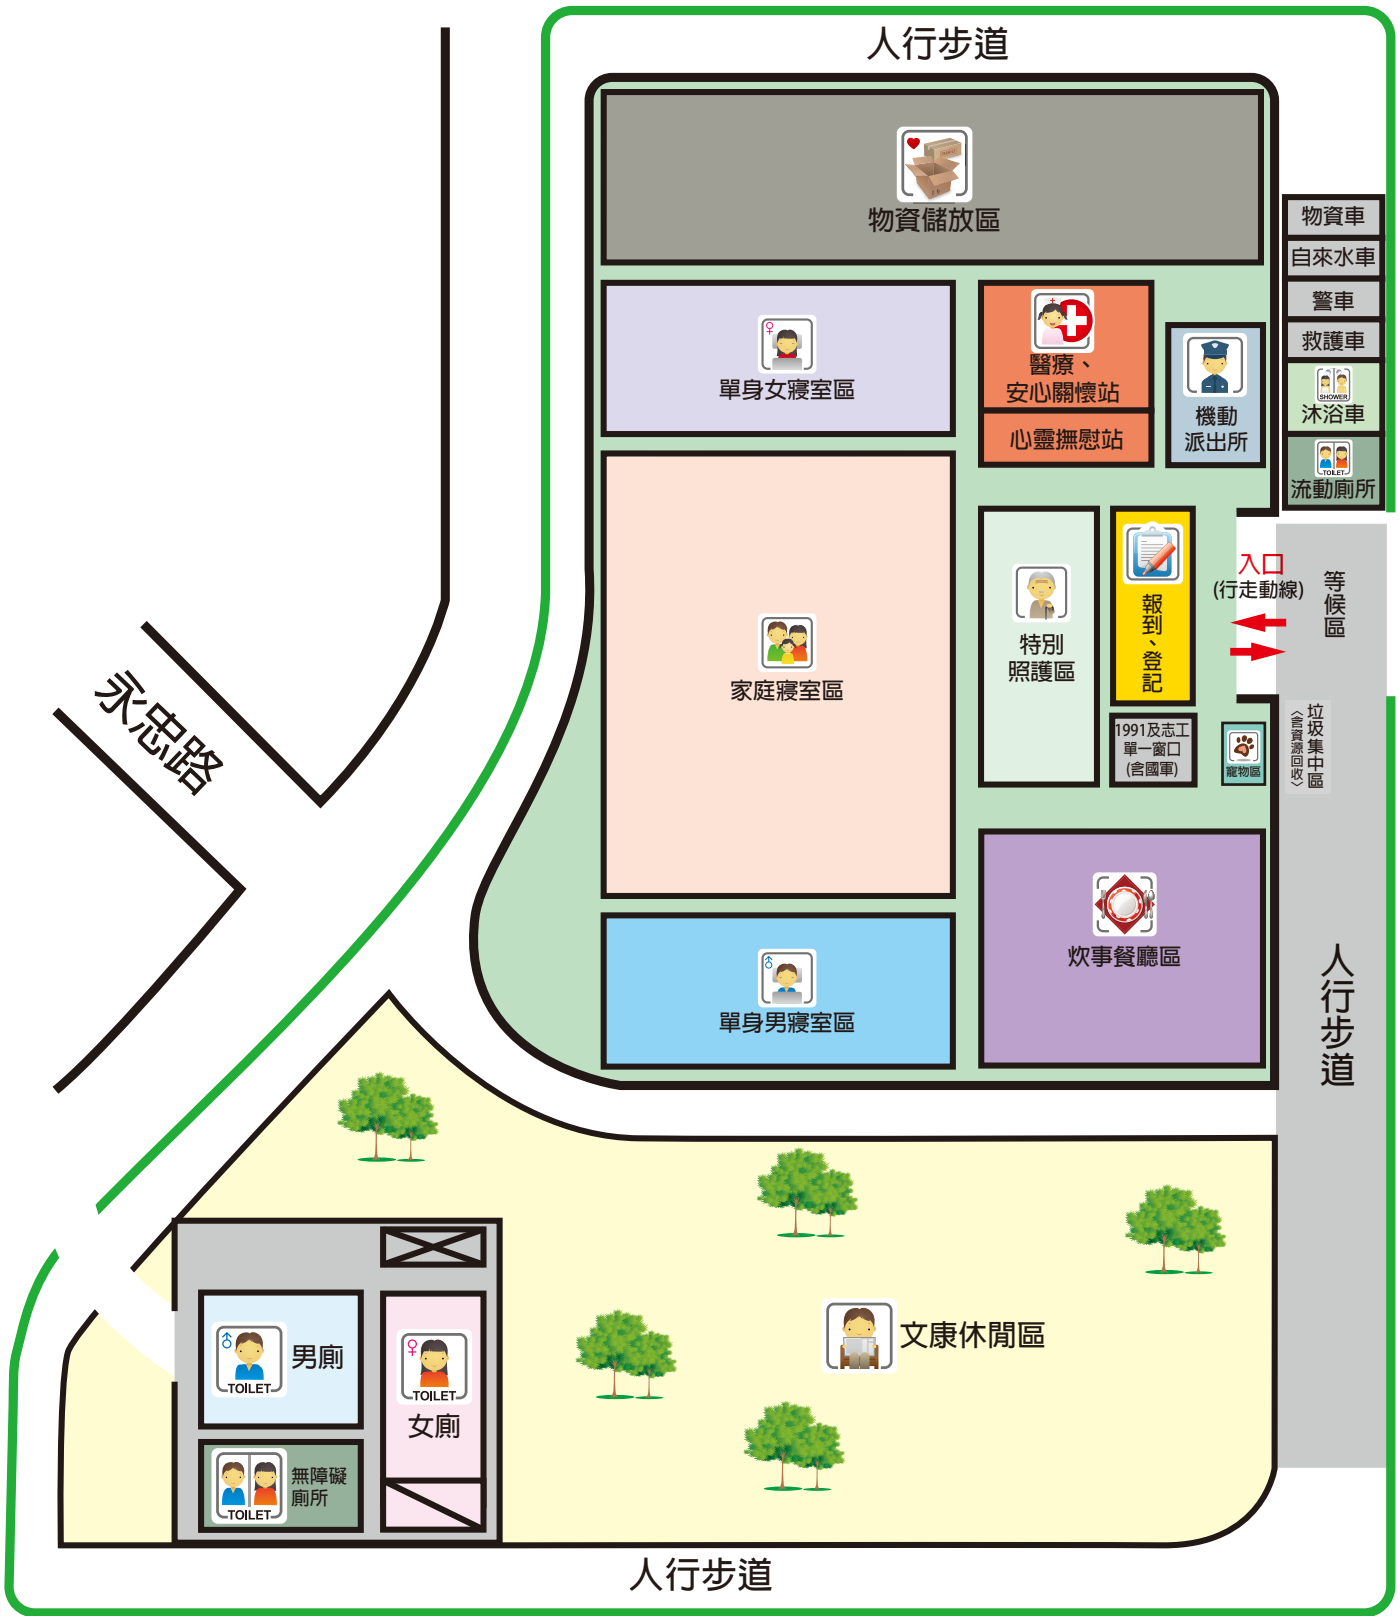 人行步道
物資儲放區
物資車
自來水車
警車
救護車
SHOWER
沐浴車
TOILET
流動廁所
單身女寢室區
醫療、
安心關懷站
心靈撫慰站
機動
派出所
家庭寢室區
特別
照護區
報到、登記
入口
(行走動線)
等候區
1991及志工
單一窗口
(含國軍)
寵物區
垃圾集中區
〈含資源回收〉
永忠路
單身男寢室區
炊事餐廳區
人行步道
文康休閒區
TOILET
男廁
TOILET
女廁
TOILET
無障礙
廁所
人行步道